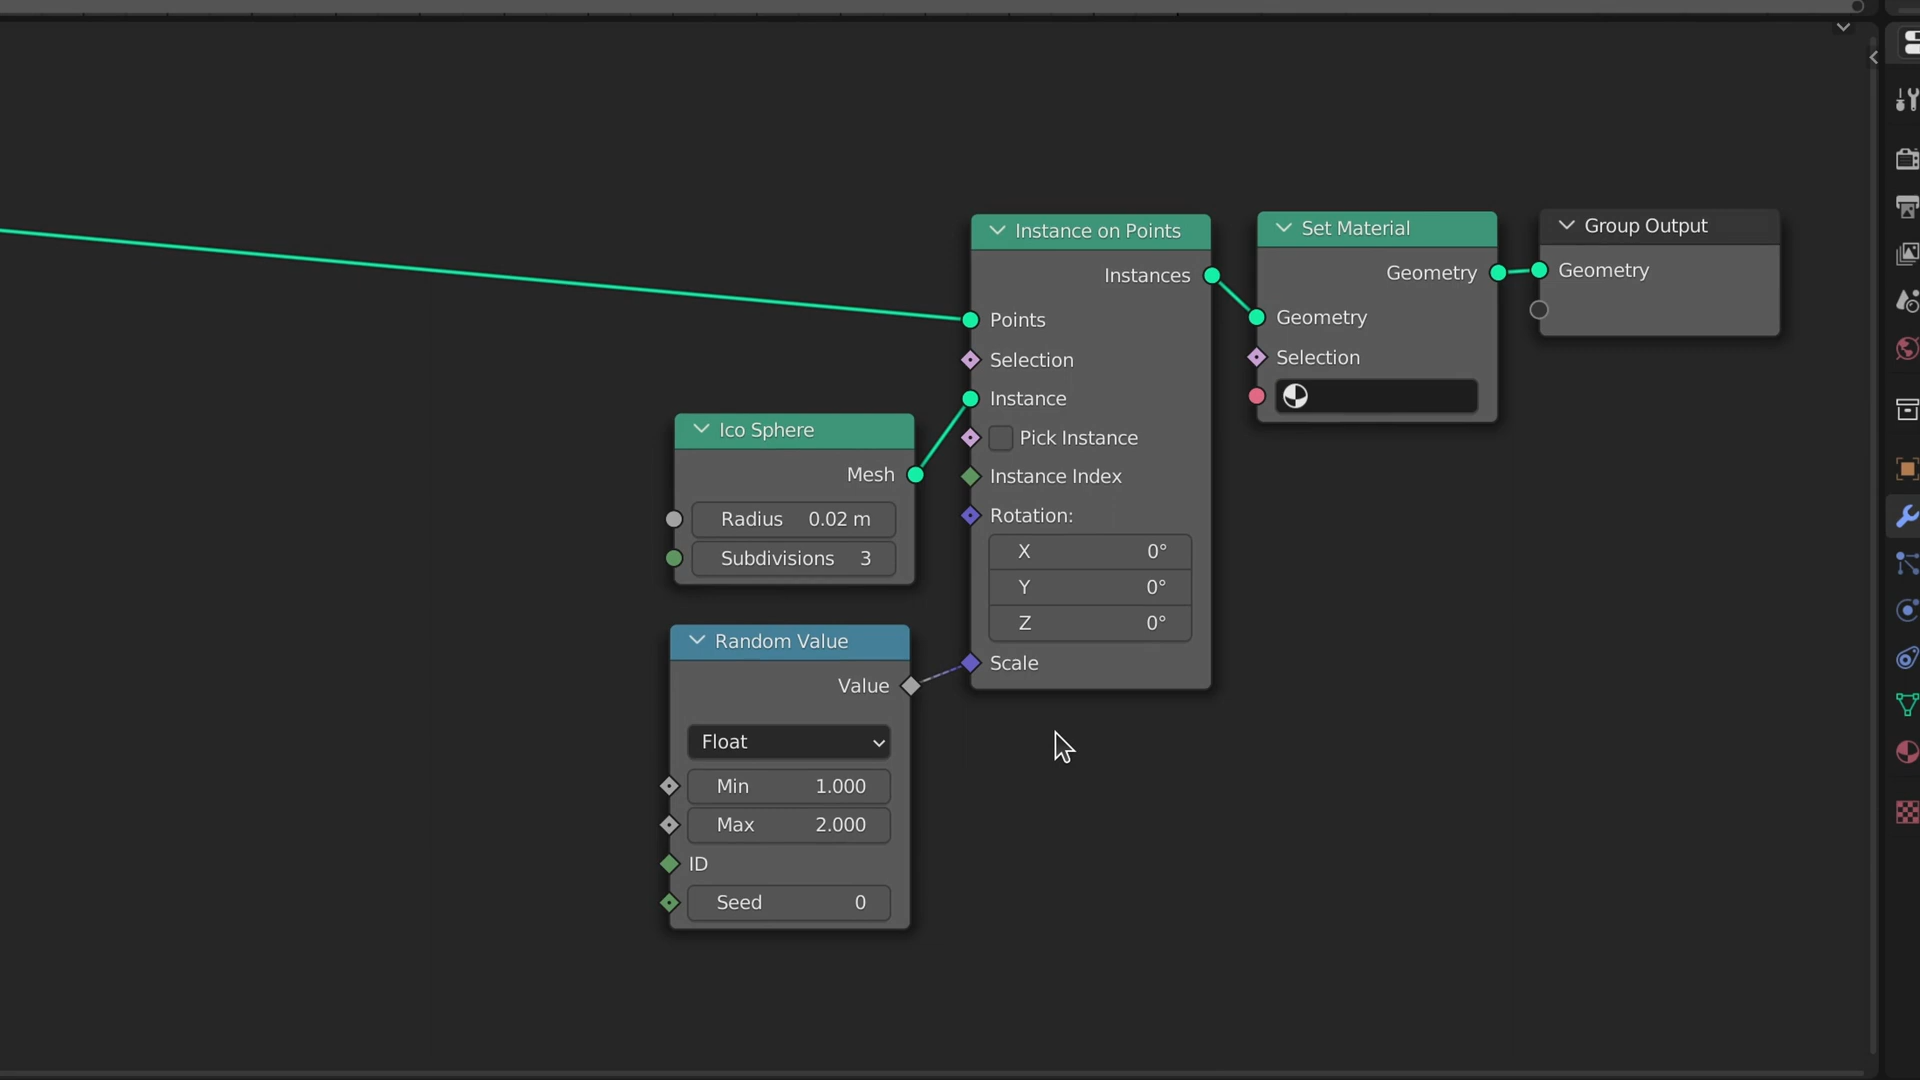 Instance on Points
Instances
Points
Selection
Instance
Pick Instance
Instance Index
Rotation:
X 0°
Y 0°
Z 0°
Scale
Set Material
Geometry
Geometry
Selection
Group Output
Geometry
Ico Sphere
Mesh
Radius 0.02 m
Subdivisions 3
Random Value
Value
Float
Min 1.000
Max 2.000
ID
Seed 0